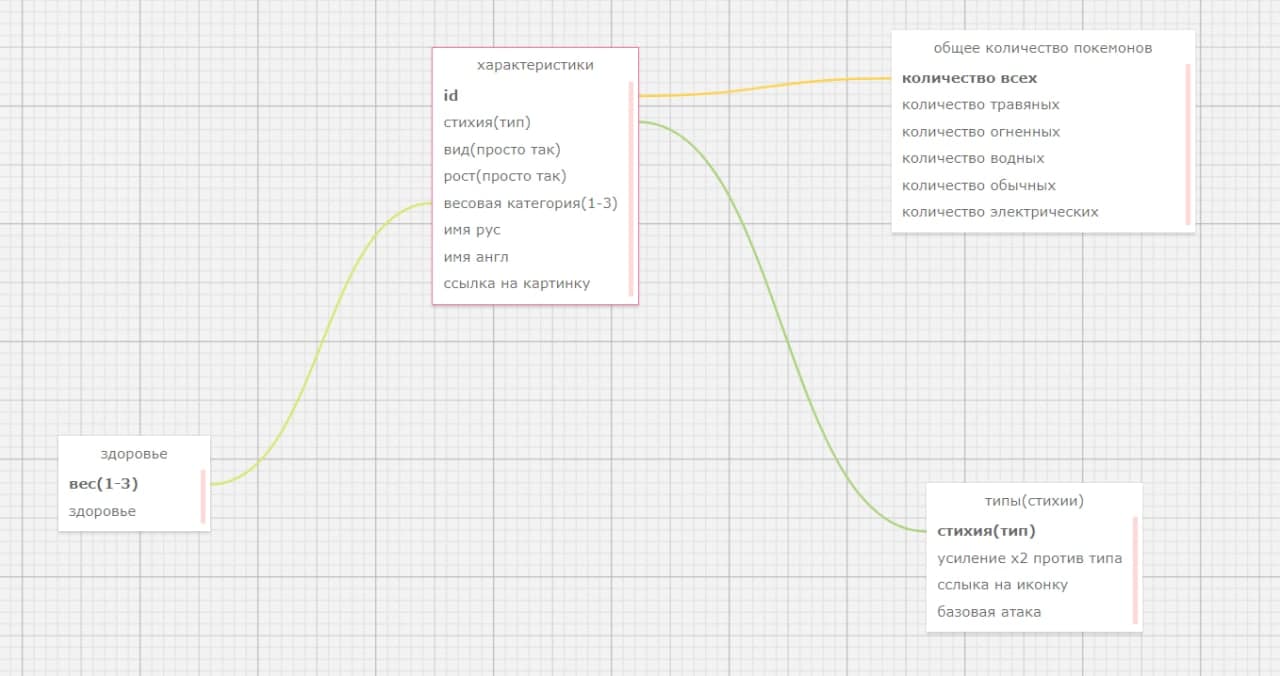 характеристики
id
стихия(тип)
вид(просто так)
рост(просто так)
весовая категория(1-3)
имя рус
имя англ
ссылка на картинку
общее количество покемонов
количество всех
количество травяных
количество огненных
количество водных
количество обычных
количество электрических
здоровье
вес(1-3)
здоровье
типы(стихии)
стихия(тип)
усиление x2 против типа
сслыка на иконку
базовая атака